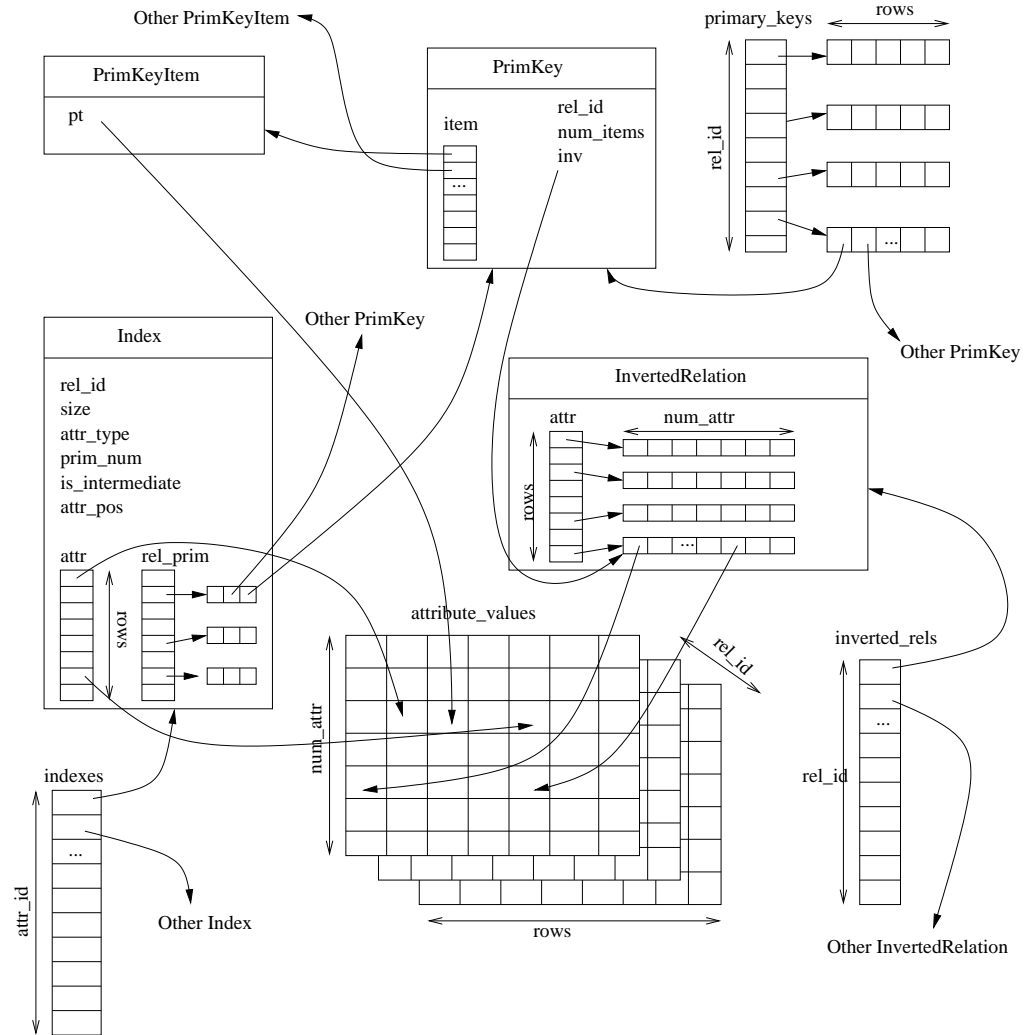 Other PrimKeyItem
primary_keys
rows
PrimKeyItem
pt
PrimKey
rel_id
num_items
inv
item
...
rel_id
...
Other PrimKey
Other PrimKey
Index
rel_id
size
attr_type
prim_num
is_intermediate
attr_pos
attr
rel_prim
rows
InvertedRelation
attr
num_attr
rows
...
attribute_values
num_attr
rel_id
rows
inverted_rels
...
rel_id
Other InvertedRelation
indexes
...
attr_id
Other Index